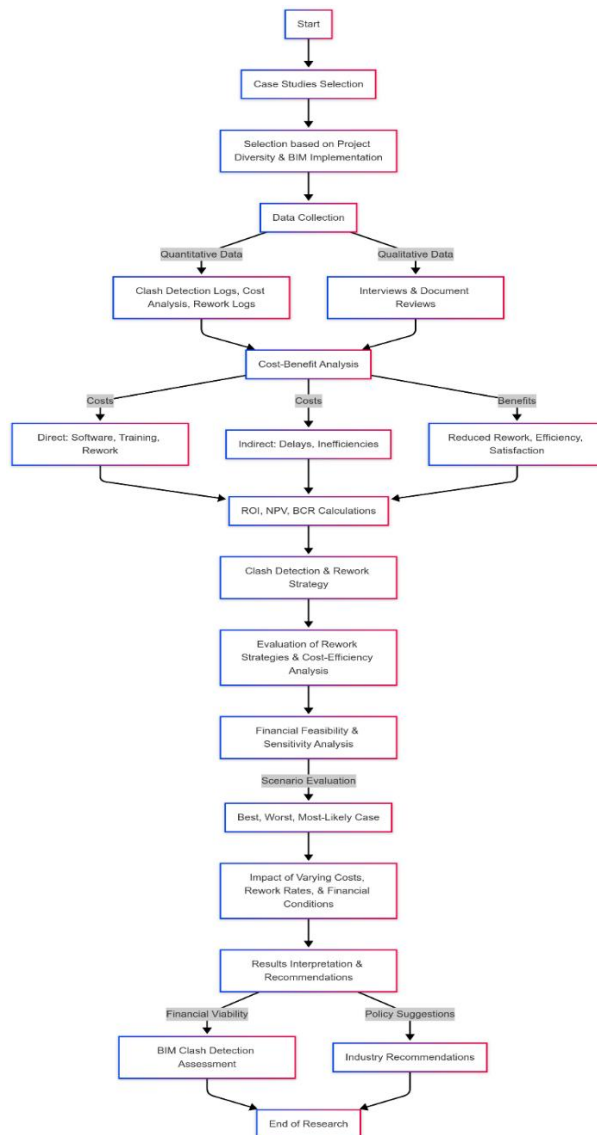 Start
Case Studies Selection
Selection based on Project
Diversity & BIM Implementation
Data Collection
Quantitative Data
Qualitative Data
Clash Detection Logs, Cost
Analysis, Rework Logs
Interviews & Document
Reviews
Cost-Benefit Analysis
Costs
Costs
Benefits
Direct: Software, Training,
Rework
Indirect: Delays, Inefficiencies
Reduced Rework, Efficiency,
Satisfaction
ROI, NPV, BCR Calculations
Clash Detection & Rework
Strategy
Evaluation of Rework
Strategies & Cost-Efficiency
Analysis
Financial Feasibility &
Sensitivity Analysis
Scenario Evaluation
Best, Worst, Most-Likely Case
Impact of Varying Costs,
Rework Rates, & Financial
Conditions
Results Interpretation &
Recommendations
Financial Viability
Policy Suggestions
BIM Clash Detection
Assessment
Industry Recommendations
End of Research